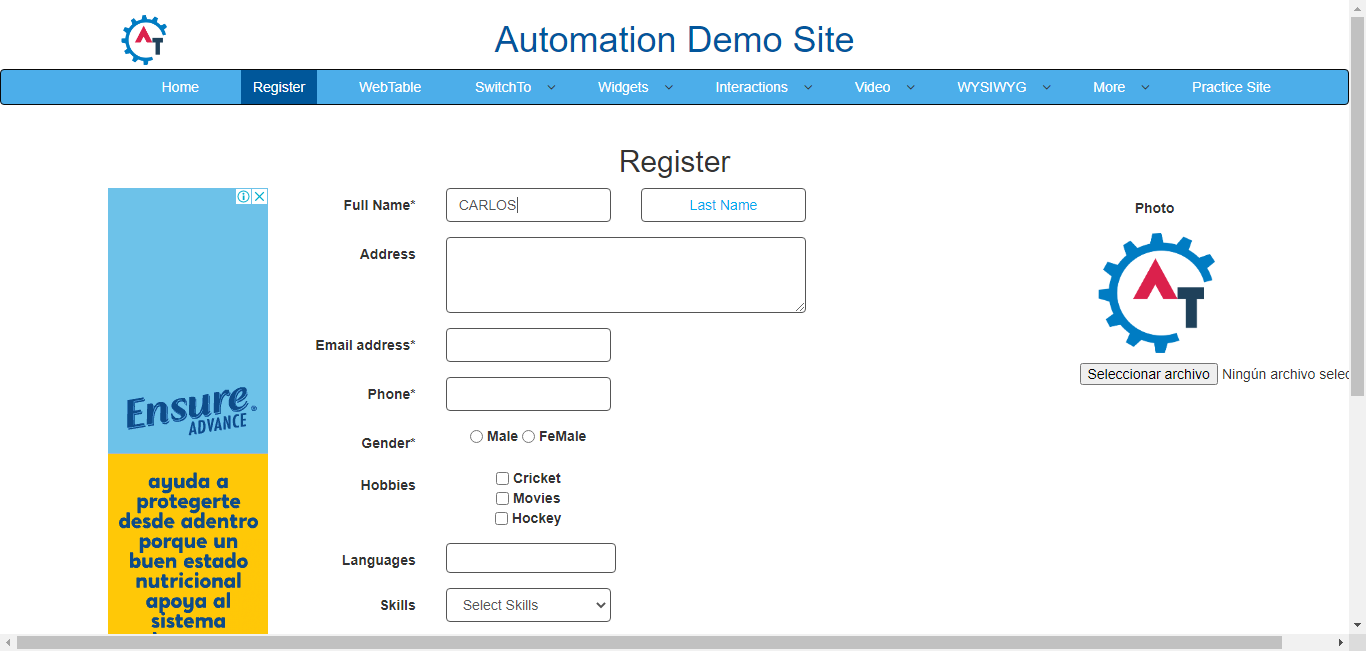 AT
Automation Demo Site
Home Register WebTable SwitchTo Widgets Interactions Video WYSIWYG More Practice Site
Register
Full Name* CARLOS Last Name
Photo
Address
AT
Email address*
Seleccionar archivo Ningún archivo selec
Phone*
Gender* Male FeMale
Hobbies Cricket
Movies
Hockey
Languages
Skills Select Skills
Ensure
ADVANCE
ayuda a
protegerte
desde adentro
porque un
buen estado
nutricional
apoya al
sistema